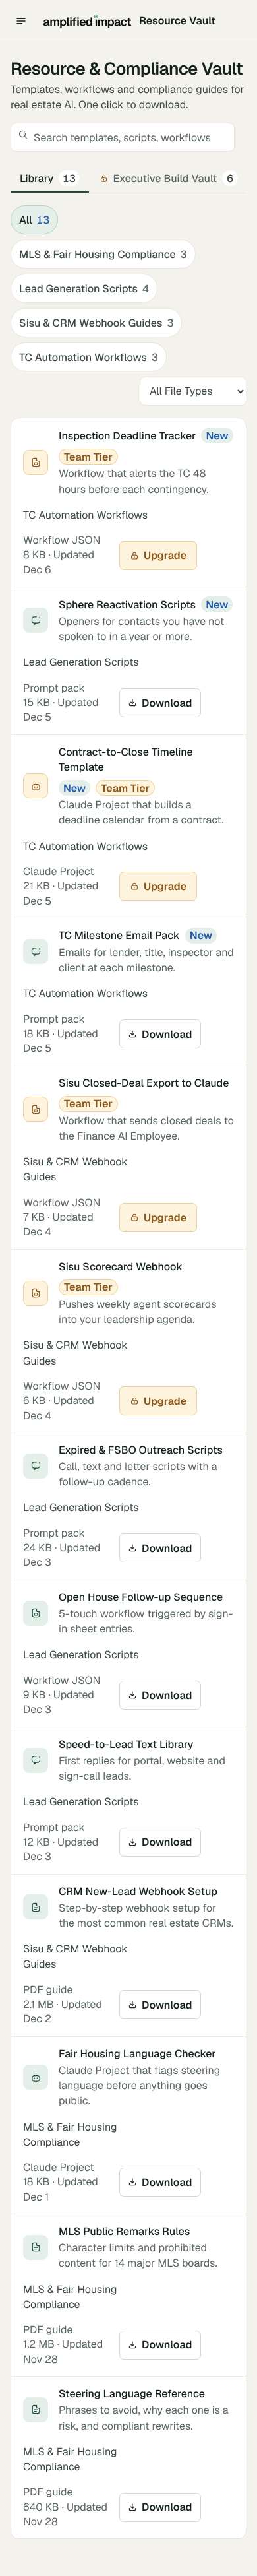 amplified impact Resource Vault
Resource & Compliance Vault
Templates, workflows and compliance guides for
real estate AI. One click to download.
Search templates, scripts, workflows
Library 13 Executive Build Vault 6
All 13
MLS & Fair Housing Compliance 3
Lead Generation Scripts 4
Sisu & CRM Webhook Guides 3
TC Automation Workflows 3
All File Types
Inspection Deadline Tracker New
Team Tier
Workflow that alerts the TC 48
hours before each contingency.
TC Automation Workflows
Workflow JSON
8 KB · Updated
Dec 6
Upgrade
Sphere Reactivation Scripts New
Openers for contacts you have not
spoken to in a year or more.
Lead Generation Scripts
Prompt pack
15 KB · Updated
Dec 5
Download
Contract-to-Close Timeline
Template
New Team Tier
Claude Project that builds a
deadline calendar from a contract.
TC Automation Workflows
Claude Project
21 KB · Updated
Dec 5
Upgrade
TC Milestone Email Pack New
Emails for lender, title, inspector and
client at each milestone.
TC Automation Workflows
Prompt pack
18 KB · Updated
Dec 5
Download
Sisu Closed-Deal Export to Claude
Team Tier
Workflow that sends closed deals to
the Finance AI Employee.
Sisu & CRM Webhook
Guides
Workflow JSON
7 KB · Updated
Dec 4
Upgrade
Sisu Scorecard Webhook
Team Tier
Pushes weekly agent scorecards
into your leadership agenda.
Sisu & CRM Webhook
Guides
Workflow JSON
6 KB · Updated
Dec 4
Upgrade
Expired & FSBO Outreach Scripts
Call, text and letter scripts with a
follow-up cadence.
Lead Generation Scripts
Prompt pack
24 KB · Updated
Dec 3
Download
Open House Follow-up Sequence
5-touch workflow triggered by sign-
in sheet entries.
Lead Generation Scripts
Workflow JSON
9 KB · Updated
Dec 3
Download
Speed-to-Lead Text Library
First replies for portal, website and
sign-call leads.
Lead Generation Scripts
Prompt pack
12 KB · Updated
Dec 3
Download
CRM New-Lead Webhook Setup
Step-by-step webhook setup for
the most common real estate CRMs.
Sisu & CRM Webhook
Guides
PDF guide
2.1 MB · Updated
Dec 2
Download
Fair Housing Language Checker
Claude Project that flags steering
language before anything goes
public.
MLS & Fair Housing
Compliance
Claude Project
18 KB · Updated
Dec 1
Download
MLS Public Remarks Rules
Character limits and prohibited
content for 14 major MLS boards.
MLS & Fair Housing
Compliance
PDF guide
1.2 MB · Updated
Nov 28
Download
Steering Language Reference
Phrases to avoid, why each one is a
risk, and compliant rewrites.
MLS & Fair Housing
Compliance
PDF guide
640 KB · Updated
Nov 28
Download